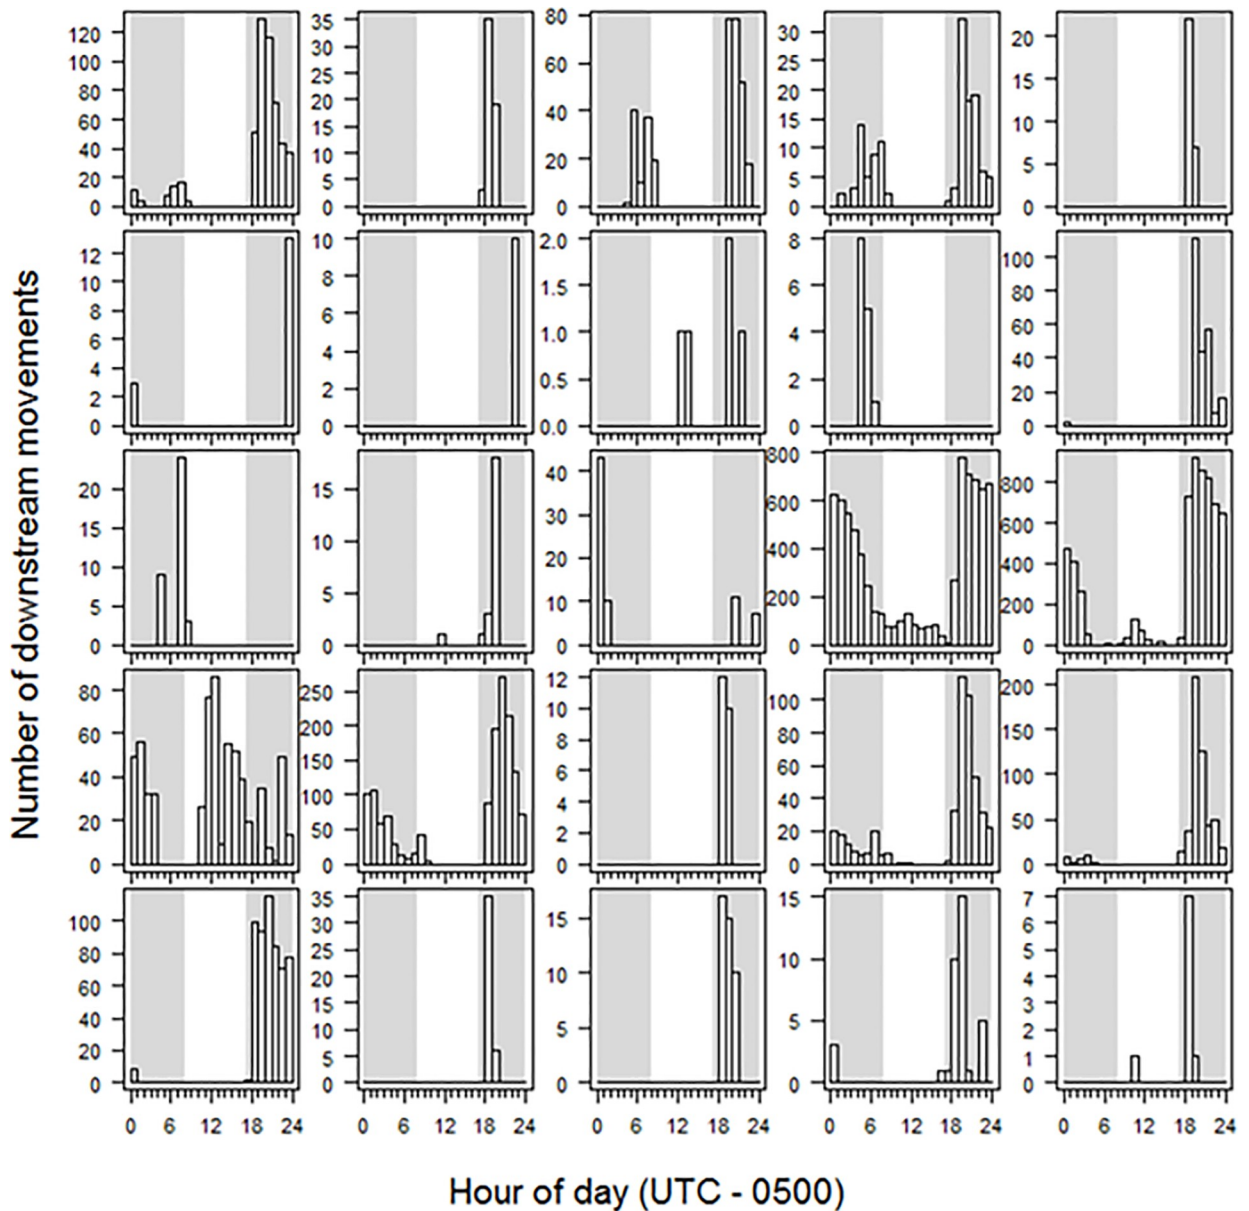 Number of downstream movements
120 100 80 60 40 20 0
35 30 25 20 15 10 5 0
80 60 40 20 0
30 25 20 15 10 5 0
20 15 10 5 0
12 10 8 6 4 2 0
10 8 6 4 2 0
2.0 1.5 1.0 0.5 0.0
8 6 4 2 0
100 80 60 40 20 0
20 15 10 5 0
15 10 5 0
40 30 20 10 0
800 600 400 200 0
800 600 400 200 0
80 60 40 20 0
250 200 150 100 50 0
12 10 8 6 4 2 0
100 80 60 40 20 0
200 150 100 50 0
100 80 60 40 20 0
35 30 25 20 15 10 5 0
15 10 5 0
15 10 5 0
7 6 5 4 3 2 1 0
0 6 12 18 24 0 6 12 18 24 0 6 12 18 24 0 6 12 18 24 0 6 12 18 24
Hour of day (UTC - 0500)